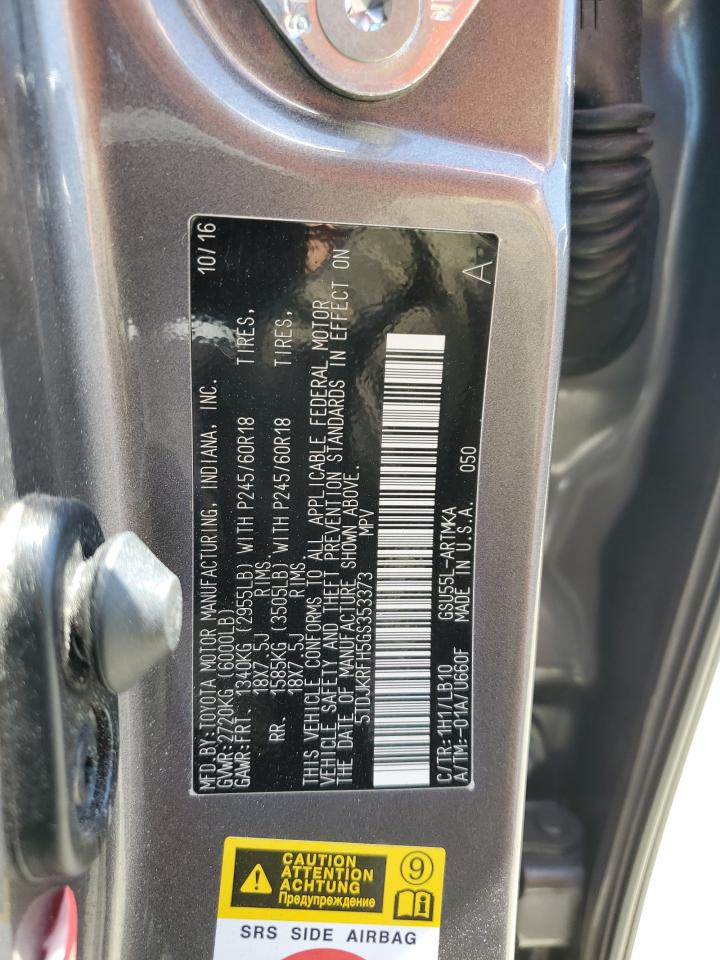 MFD.BY:TOYOTA MOTOR MANUFACTURING, INDIANA, INC. 10/16
GVWR:2720KG (6000LB)
GAWR:FRT. 1340KG (2955LB) WITH P245/60R18 TIRES,
18X7.5J RIMS
RR. 1585KG (3505LB) WITH P245/60R18 TIRES,
18X7.5J RIMS
THIS VEHICLE CONFORMS TO ALL APPLICABLE FEDERAL MOTOR
VEHICLE SAFETY AND THEFT PREVENTION STANDARDS IN EFFECT ON
THE DATE OF MANUFACTURE SHOWN ABOVE.
5TDJKRFH5GS353373 MPV
A
C/TR:1H1/LB10 GSU55L-ARTMKA 050
A/TM:-01A/U660F MADE IN U.S.A.
CAUTION
ATTENTION
ACHTUNG
Предупреждение
9
SRS SIDE AIRBAG